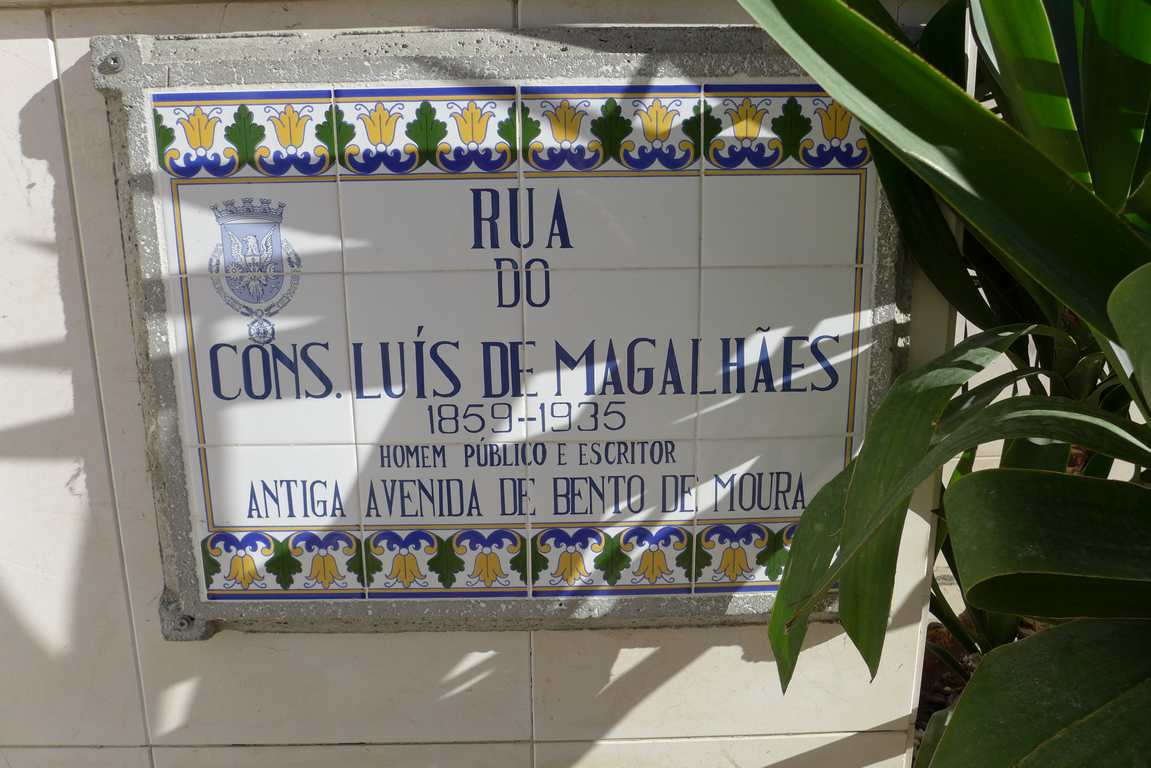 RUA
DO
CONS. LUÍS DE MAGALHÃES
1859-1935
HOMEM PÚBLICO E ESCRITOR
ANTIGA AVENIDA DE BENTO DE MOURA